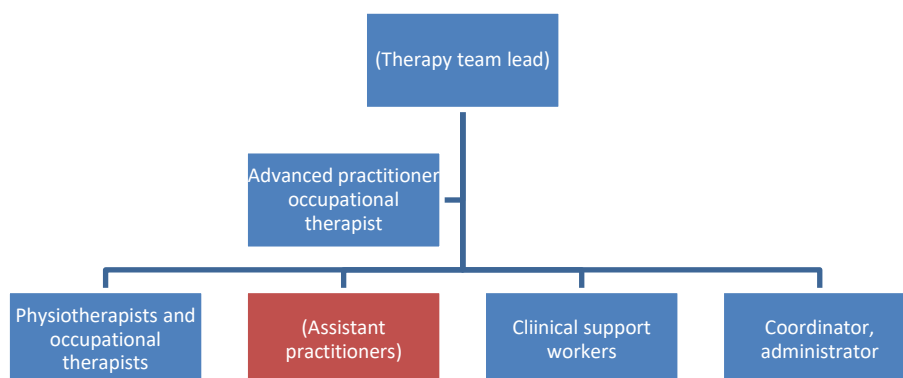 (Therapy team lead)
Advanced practitioner
occupational
therapist
Physiotherapists and
occupational
therapists
(Assistant
practitioners)
Cliinical support
workers
Coordinator,
administrator